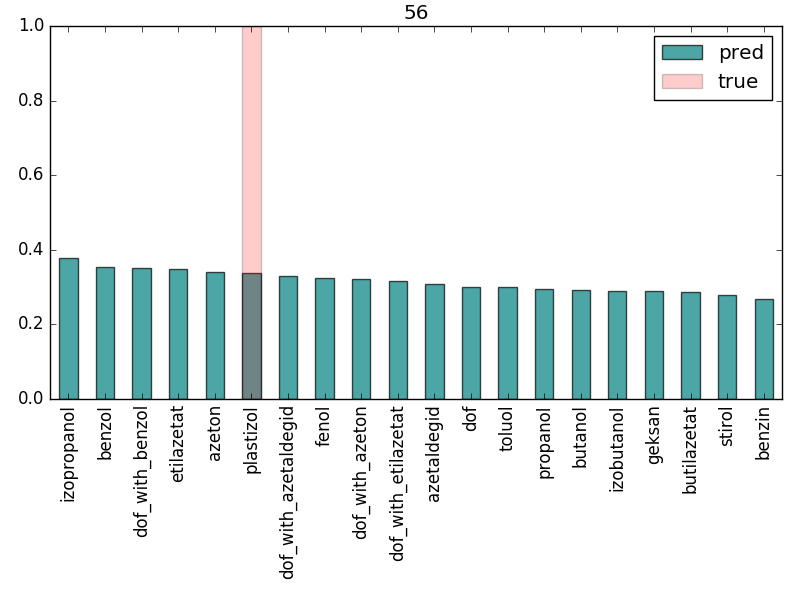 56
1.0
0.8
0.6
0.4
0.2
0.0
pred
true
izopropanol
benzol
dof_with_benzol
etilazetat
azeton
plastizol
dof_with_azetaldegid
fenol
dof_with_azeton
dof_with_etilazetat
azetaldegid
dof
toluol
propanol
butanol
izobutanol
geksan
butilazetat
stirol
benzin